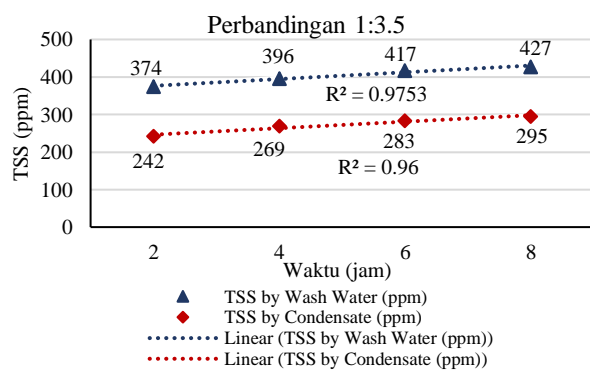 Perbandingan 1:3.5
500
400
300
200
100
0
TSS (ppm)
374
396
417
427
R² = 0.9753
242
269
283
295
R² = 0.96
2
4
6
8
Waktu (jam)
TSS by Wash Water (ppm)
TSS by Condensate (ppm)
Linear (TSS by Wash Water (ppm))
Linear (TSS by Condensate (ppm))